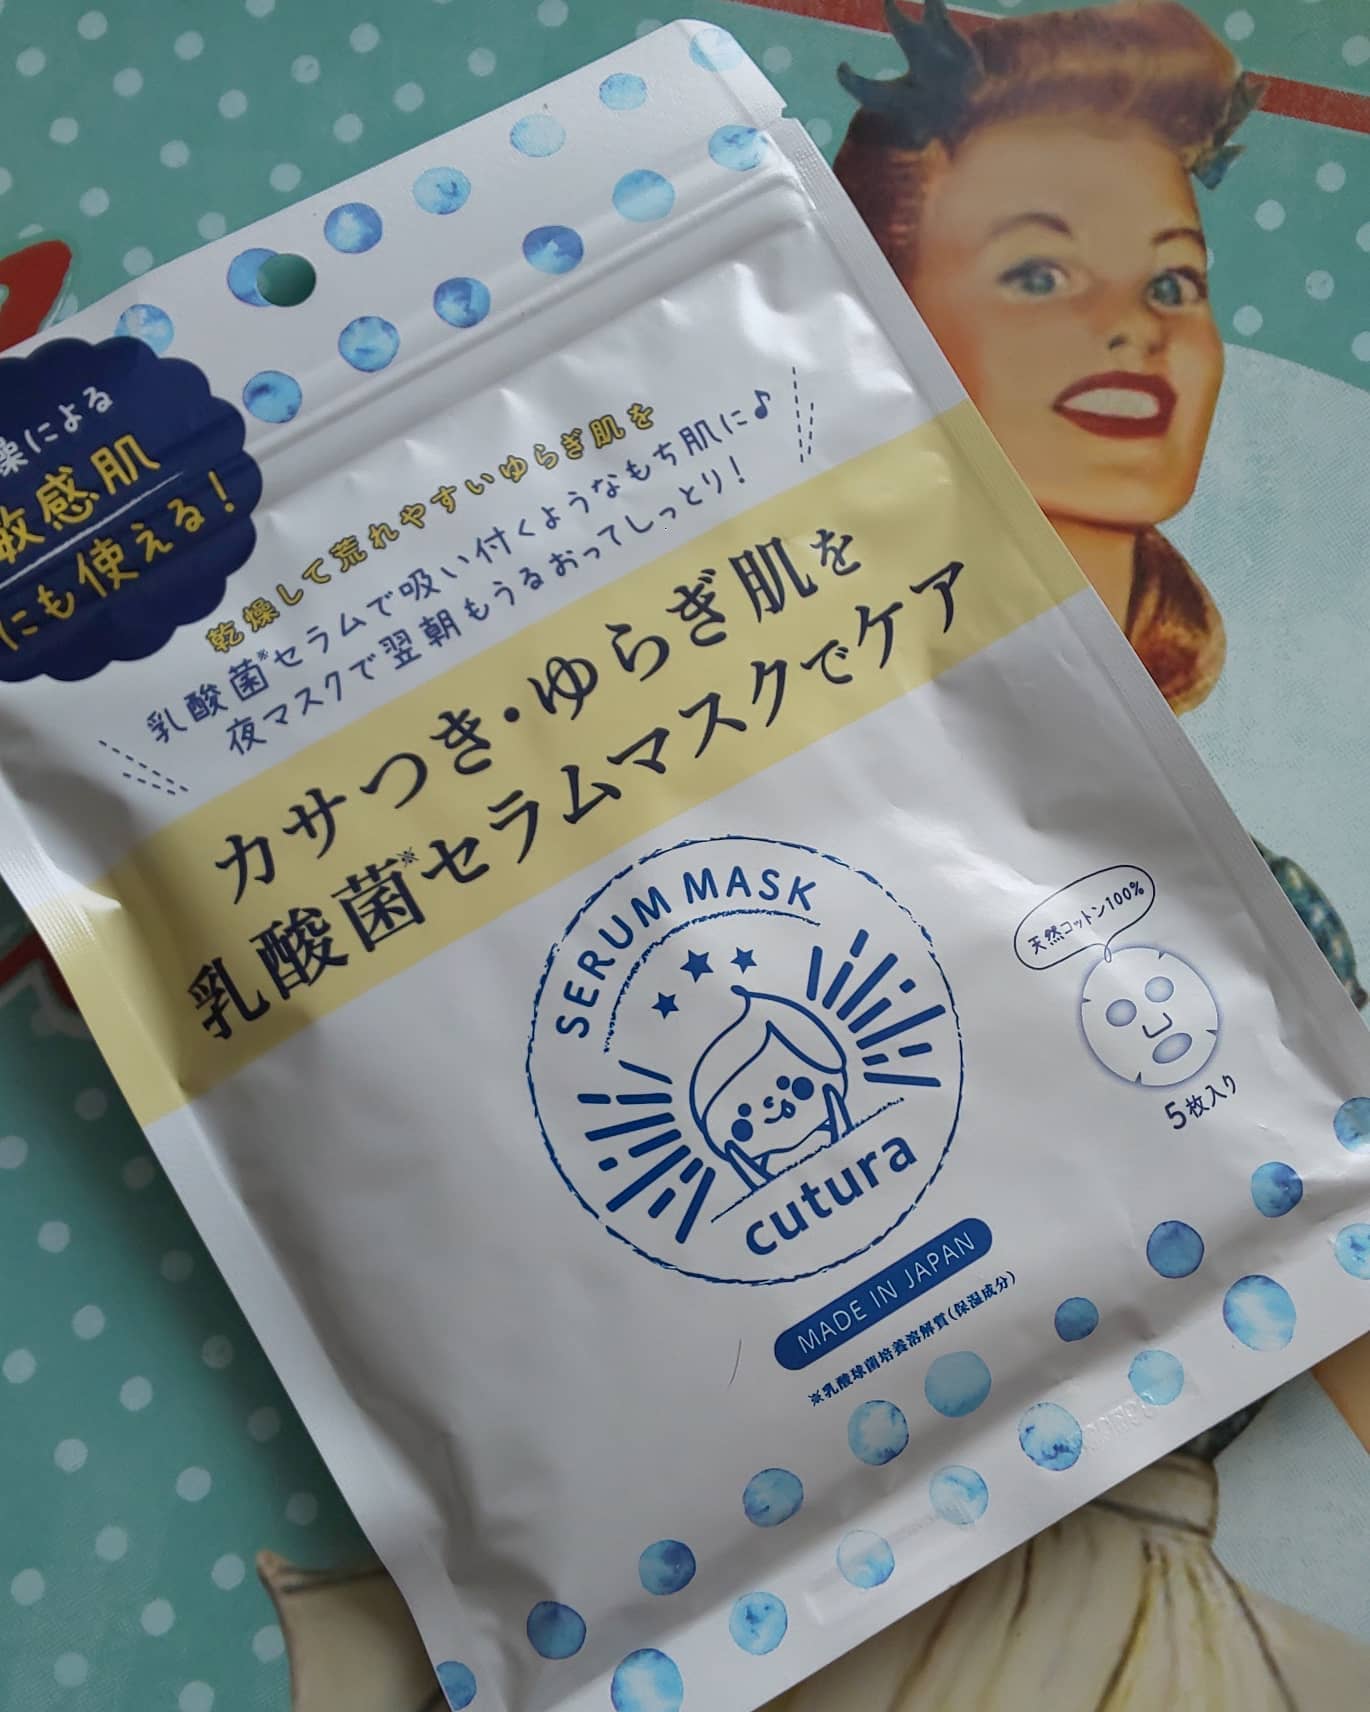 燥による
敏感肌
にも使える！
乾燥して荒れやすいゆらぎ肌を
乳酸菌※セラムで吸い付くようなもち肌に♪
夜マスクで翌朝もうるおってしっとり！
カサつき・ゆらぎ肌を
乳酸菌※セラムマスクでケア
SERUM MASK
cutura
天然コットン100%
5枚入り
MADE IN JAPAN
※乳酸球菌培養溶解質(保湿成分)